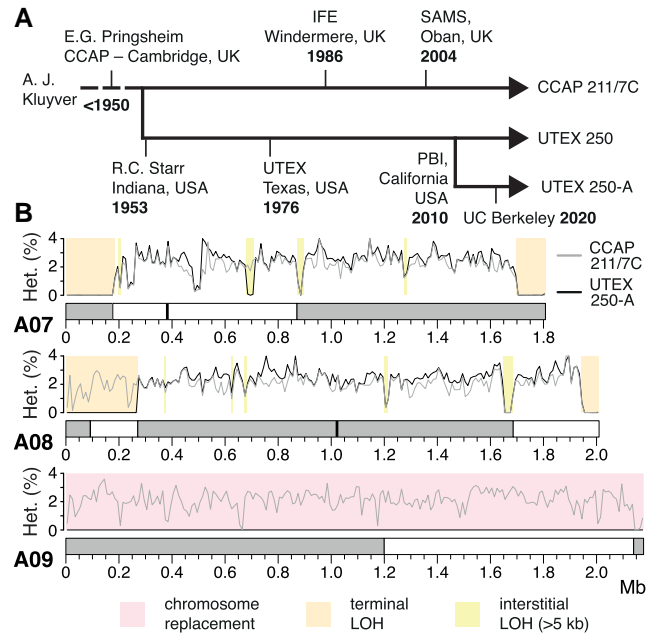 A
E.G. Pringsheim
CCAP – Cambridge, UK
IFE
Windermere, UK
1986
SAMS,
Oban, UK
2004
A. J.
Kluyver
<1950
CCAP 211/7C
UTEX 250
R.C. Starr
Indiana, USA
1953
UTEX
Texas, USA
1976
PBI,
California
USA
2010
UTEX 250-A
UC Berkeley 2020
B
Het. (%)
4
2
0
CCAP
211/7C
UTEX
250-A
A07
0 0.2 0.4 0.6 0.8 1.0 1.2 1.4 1.6 1.8
Het. (%)
4
2
0
A08
0 0.2 0.4 0.6 0.8 1.0 1.2 1.4 1.6 1.8 2.0
Het. (%)
4
2
0
A09
0 0.2 0.4 0.6 0.8 1.0 1.2 1.4 1.6 1.8 2.0
Mb
chromosome
replacement
terminal
LOH
interstitial
LOH (>5 kb)